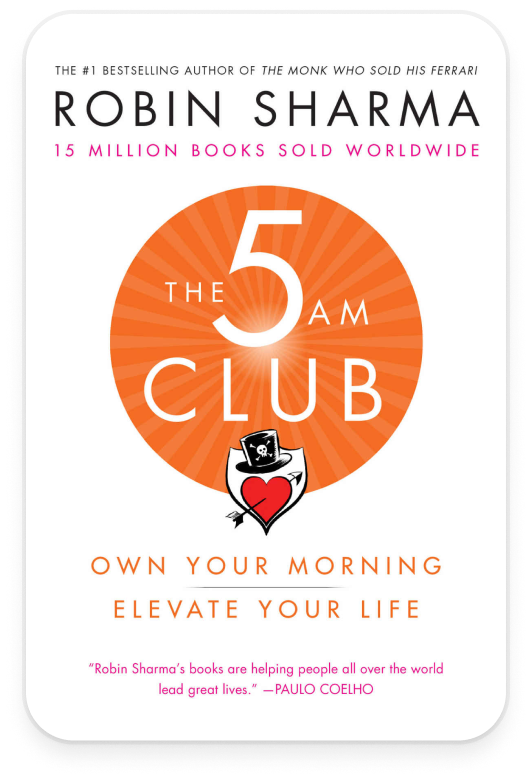 THE #1 BESTSELLING AUTHOR OF THE MONK WHO SOLD HIS FERRARI
ROBIN SHARMA
15 MILLION BOOKS SOLD WORLDWIDE
THE 5 AM
CLUB
OWN YOUR MORNING
ELEVATE YOUR LIFE
“Robin Sharma’s books are helping people all over the world
lead great lives.” —PAULO COELHO